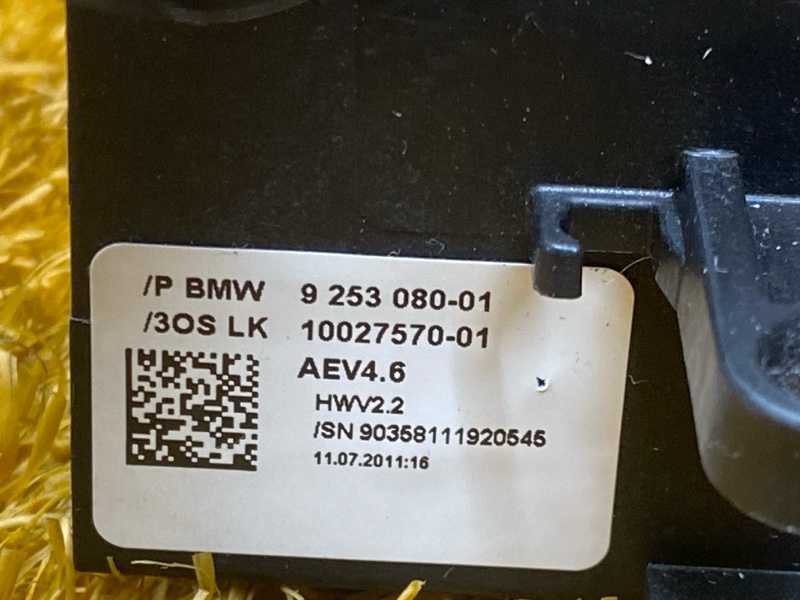 /P BMW 9 253 080-01
/3OS LK 10027570-01
AEV4.6
HWV2.2
/SN 90358111920545
11.07.2011:16